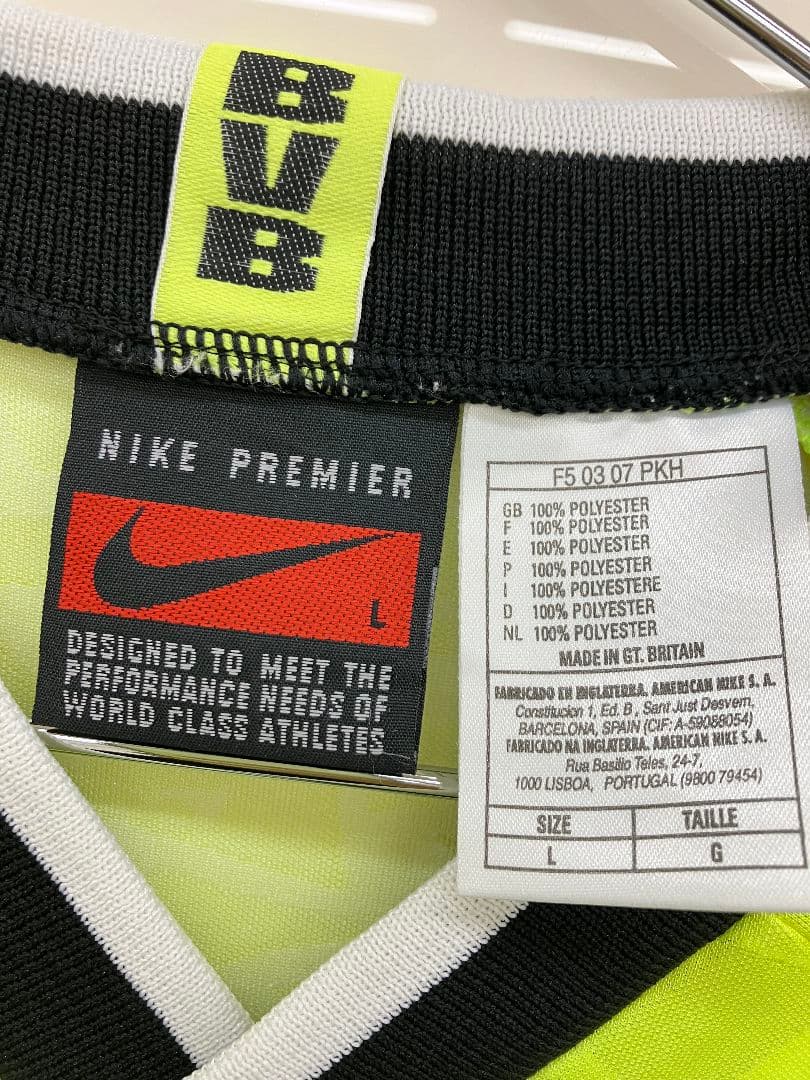 B
V
B
NIKE PREMIER
L
DESIGNED TO MEET THE
PERFORMANCE NEEDS OF
WORLD CLASS ATHLETES
F5 03 07 PKH
GB 100% POLYESTER
F 100% POLYESTER
E 100% POLYESTER
P 100% POLYESTER
I 100% POLYESTERE
D 100% POLYESTER
NL 100% POLYESTER
MADE IN GT. BRITAIN
FABRICADO EN INGLATERRA. AMERICAN NIKE S. A.
Constitucion 1, Ed. B, Sant Just Desvern,
BARCELONA, SPAIN (CIF: A-59088054)
FABRICADO NA INGLATERRA. AMERICAN NIKE S. A.
Rua Basilio Teles, 24-7,
1000 LISBOA, PORTUGAL (9800 79454)
SIZE TAILLE
L G